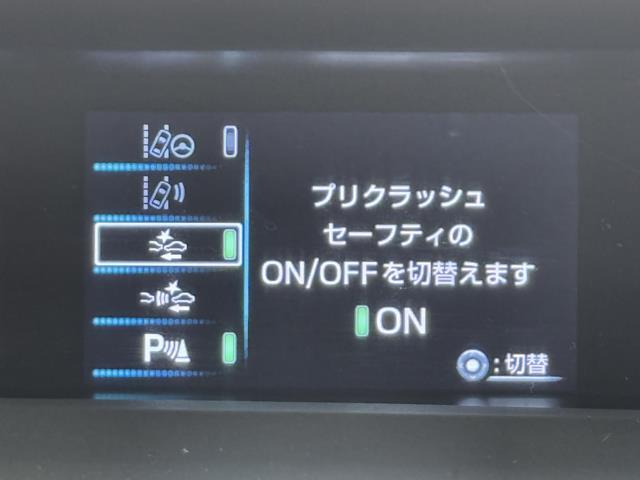 プリクラッシュ
セーフティの
ON/OFFを切替えます
ON
:切替
P